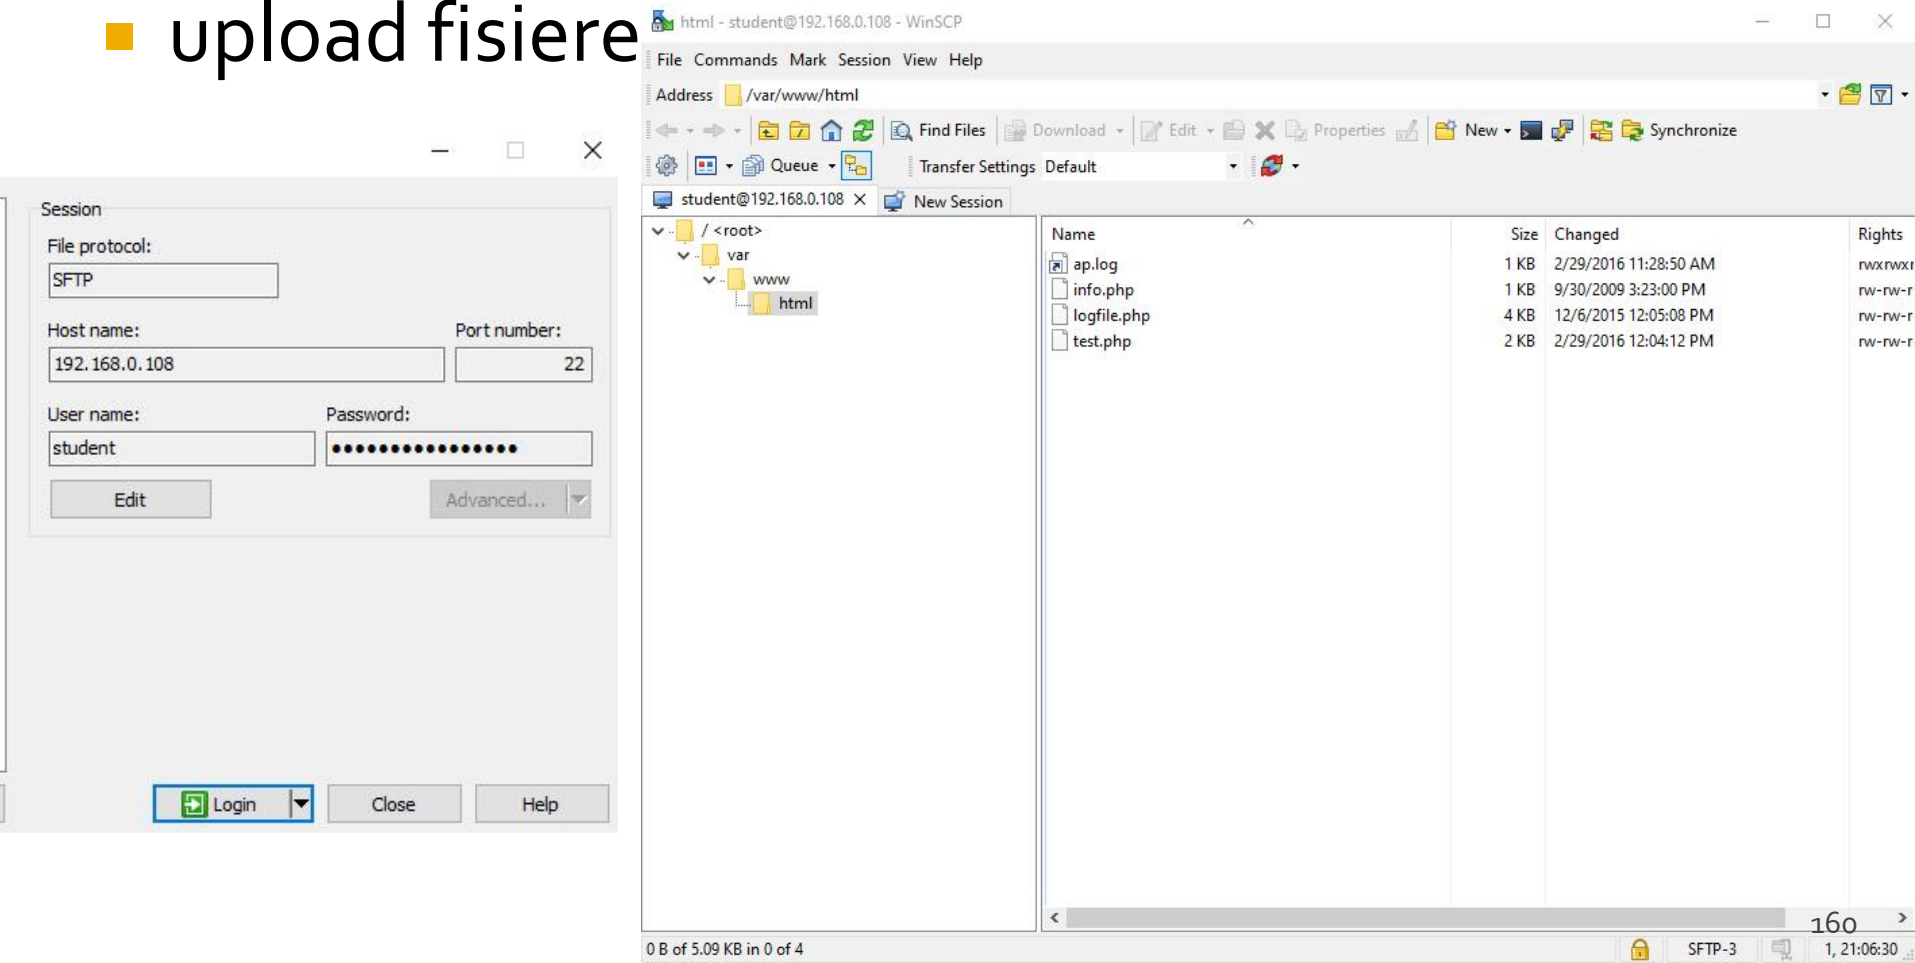 upload fisiere
Session
File protocol:
SFTP
Host name:
Port number:
192.168.0.108
22
User name:
Password:
student
Edit
Advanced...
Login
Close
Help
html - student@192.168.0.108 - WinSCP
File Commands Mark Session View Help
Address /var/www/html
Find Files Download Edit Properties New Synchronize
Queue Transfer Settings Default
student@192.168.0.108 New Session
/ <root>
var
www
html
Name Size Changed Rights
ap.log 1 KB 2/29/2016 11:28:50 AM rwxrwxr
info.php 1 KB 9/30/2009 3:23:00 PM rw-rw-r
logfile.php 4 KB 12/6/2015 12:05:08 PM rw-rw-r
test.php 2 KB 2/29/2016 12:04:12 PM rw-rw-r
160
0 B of 5.09 KB in 0 of 4
SFTP-3
1, 21:06:30